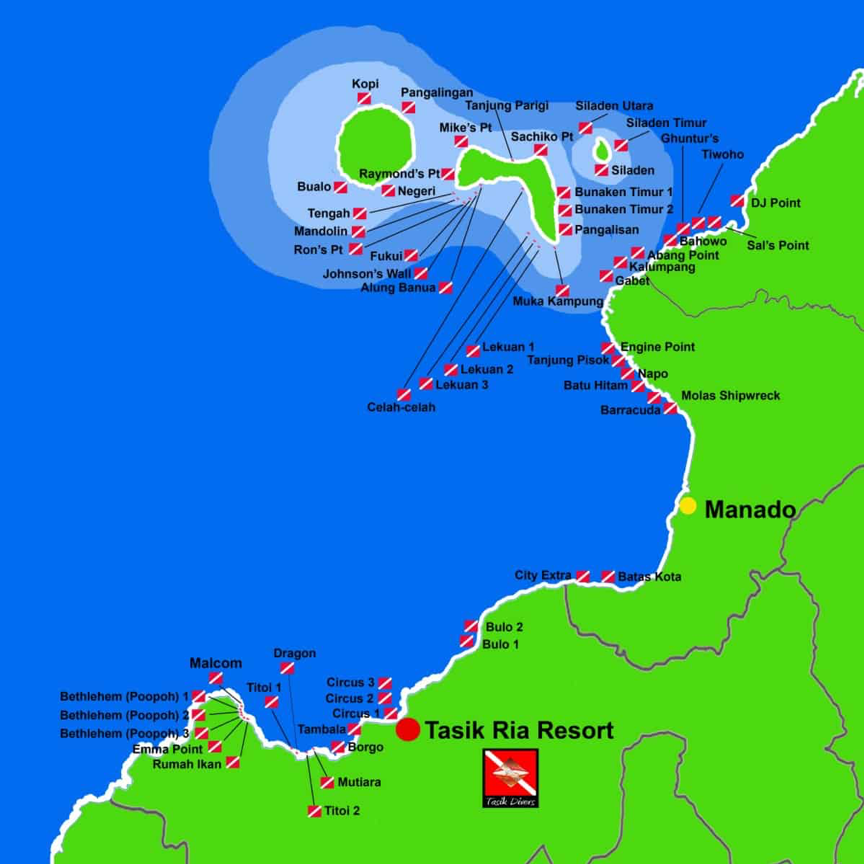 Kopi
Pangalingan
Tanjung Parigi
Siladen Utara
Siladen Timur
Mike's Pt
Sachiko Pt
Ghuntur's
Tiwoho
Raymond's Pt
Siladen
Bualo
Negeri
Bunaken Timur 1
DJ Point
Tengah
Bunaken Timur 2
Mandolin
Pangalisan
Ron's Pt
Bahowo
Sal's Point
Fukui
Abang Point
Johnson's Wall
Kalumpang
Alung Banua
Gabet
Muka Kampung
Lekuan 1
Engine Point
Tanjung Pisok
Lekuan 2
Napo
Lekuan 3
Batu Hitam
Molas Shipwreck
Celah-celah
Barracuda
Manado
City Extra
Batas Kota
Bulo 2
Bulo 1
Dragon
Malcom
Circus 3
Titoi 1
Bethlehem (Poopoh) 1
Circus 2
Bethlehem (Poopoh) 2
Circus 1
Bethlehem (Poopoh) 3
Tambala
Tasik Ria Resort
Emma Point
Borgo
Rumah Ikan
Mutiara
Tasik Divers
Titoi 2